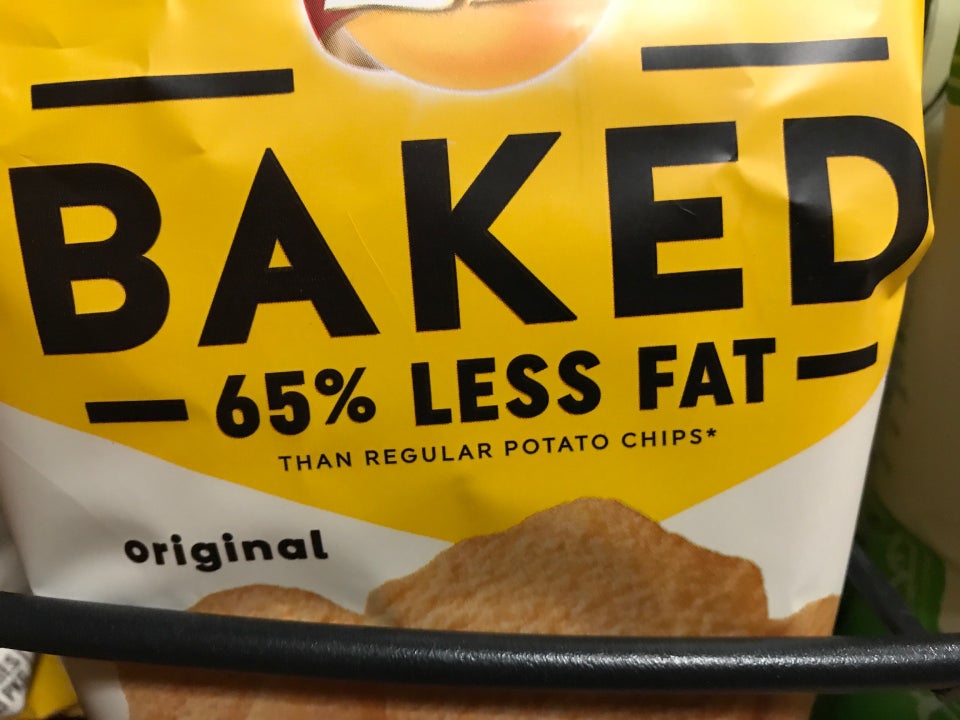 BAKED
65% LESS FAT
THAN REGULAR POTATO CHIPS*
original